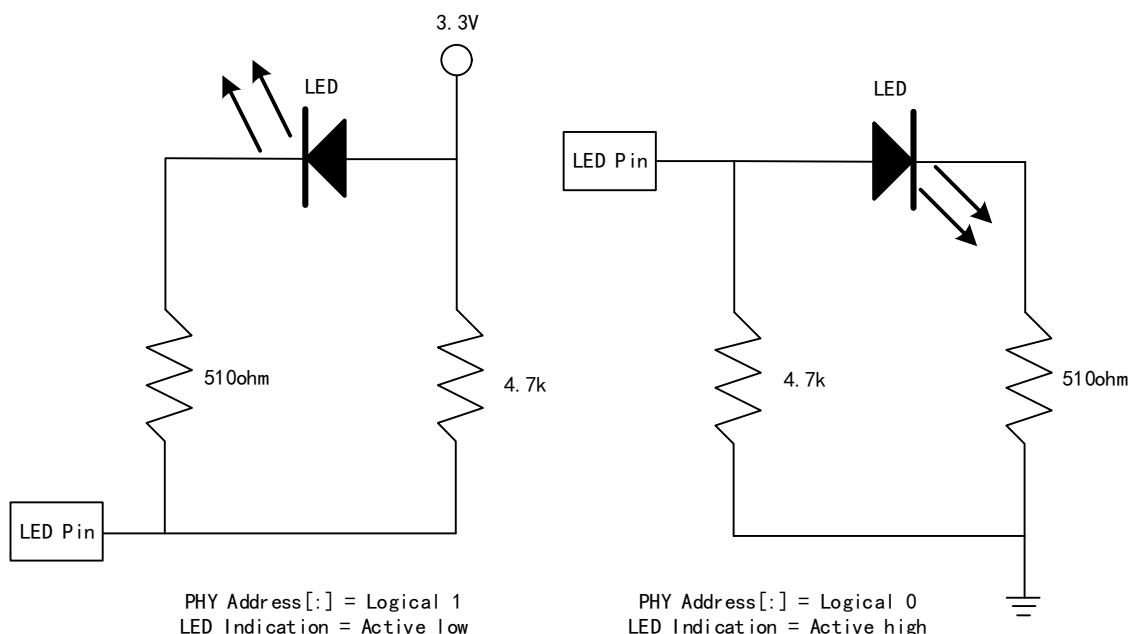 3.3V
LED
LED
LED Pin
510ohm
4.7k
4.7k
510ohm
LED Pin
PHY Address[:] = Logical 1
LED Indication = Active low
PHY Address[:] = Logical 0
LED Indication = Active high